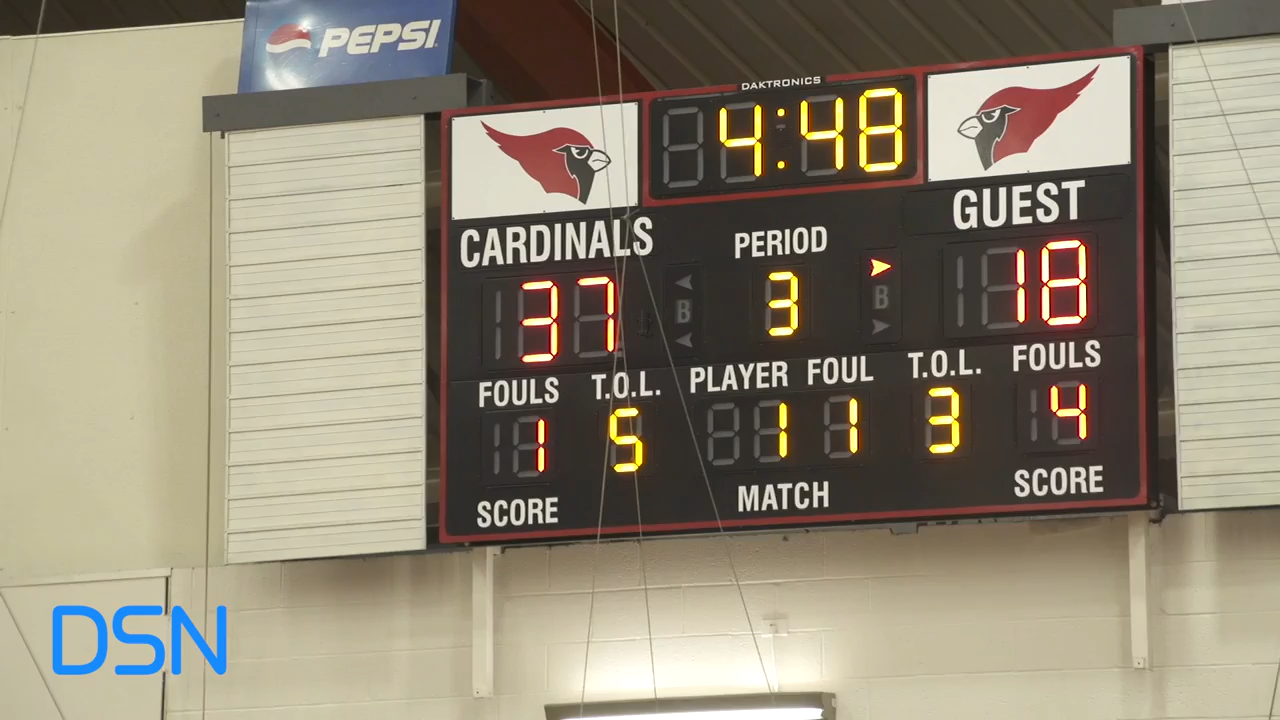 PEPSI
DAKTRONICS
4:48
CARDINALS
GUEST
PERIOD
37
B
3
B
18
FOULS T.O.L. PLAYER FOUL T.O.L. FOULS
1 5 1 1 3 4
SCORE MATCH SCORE
DSN